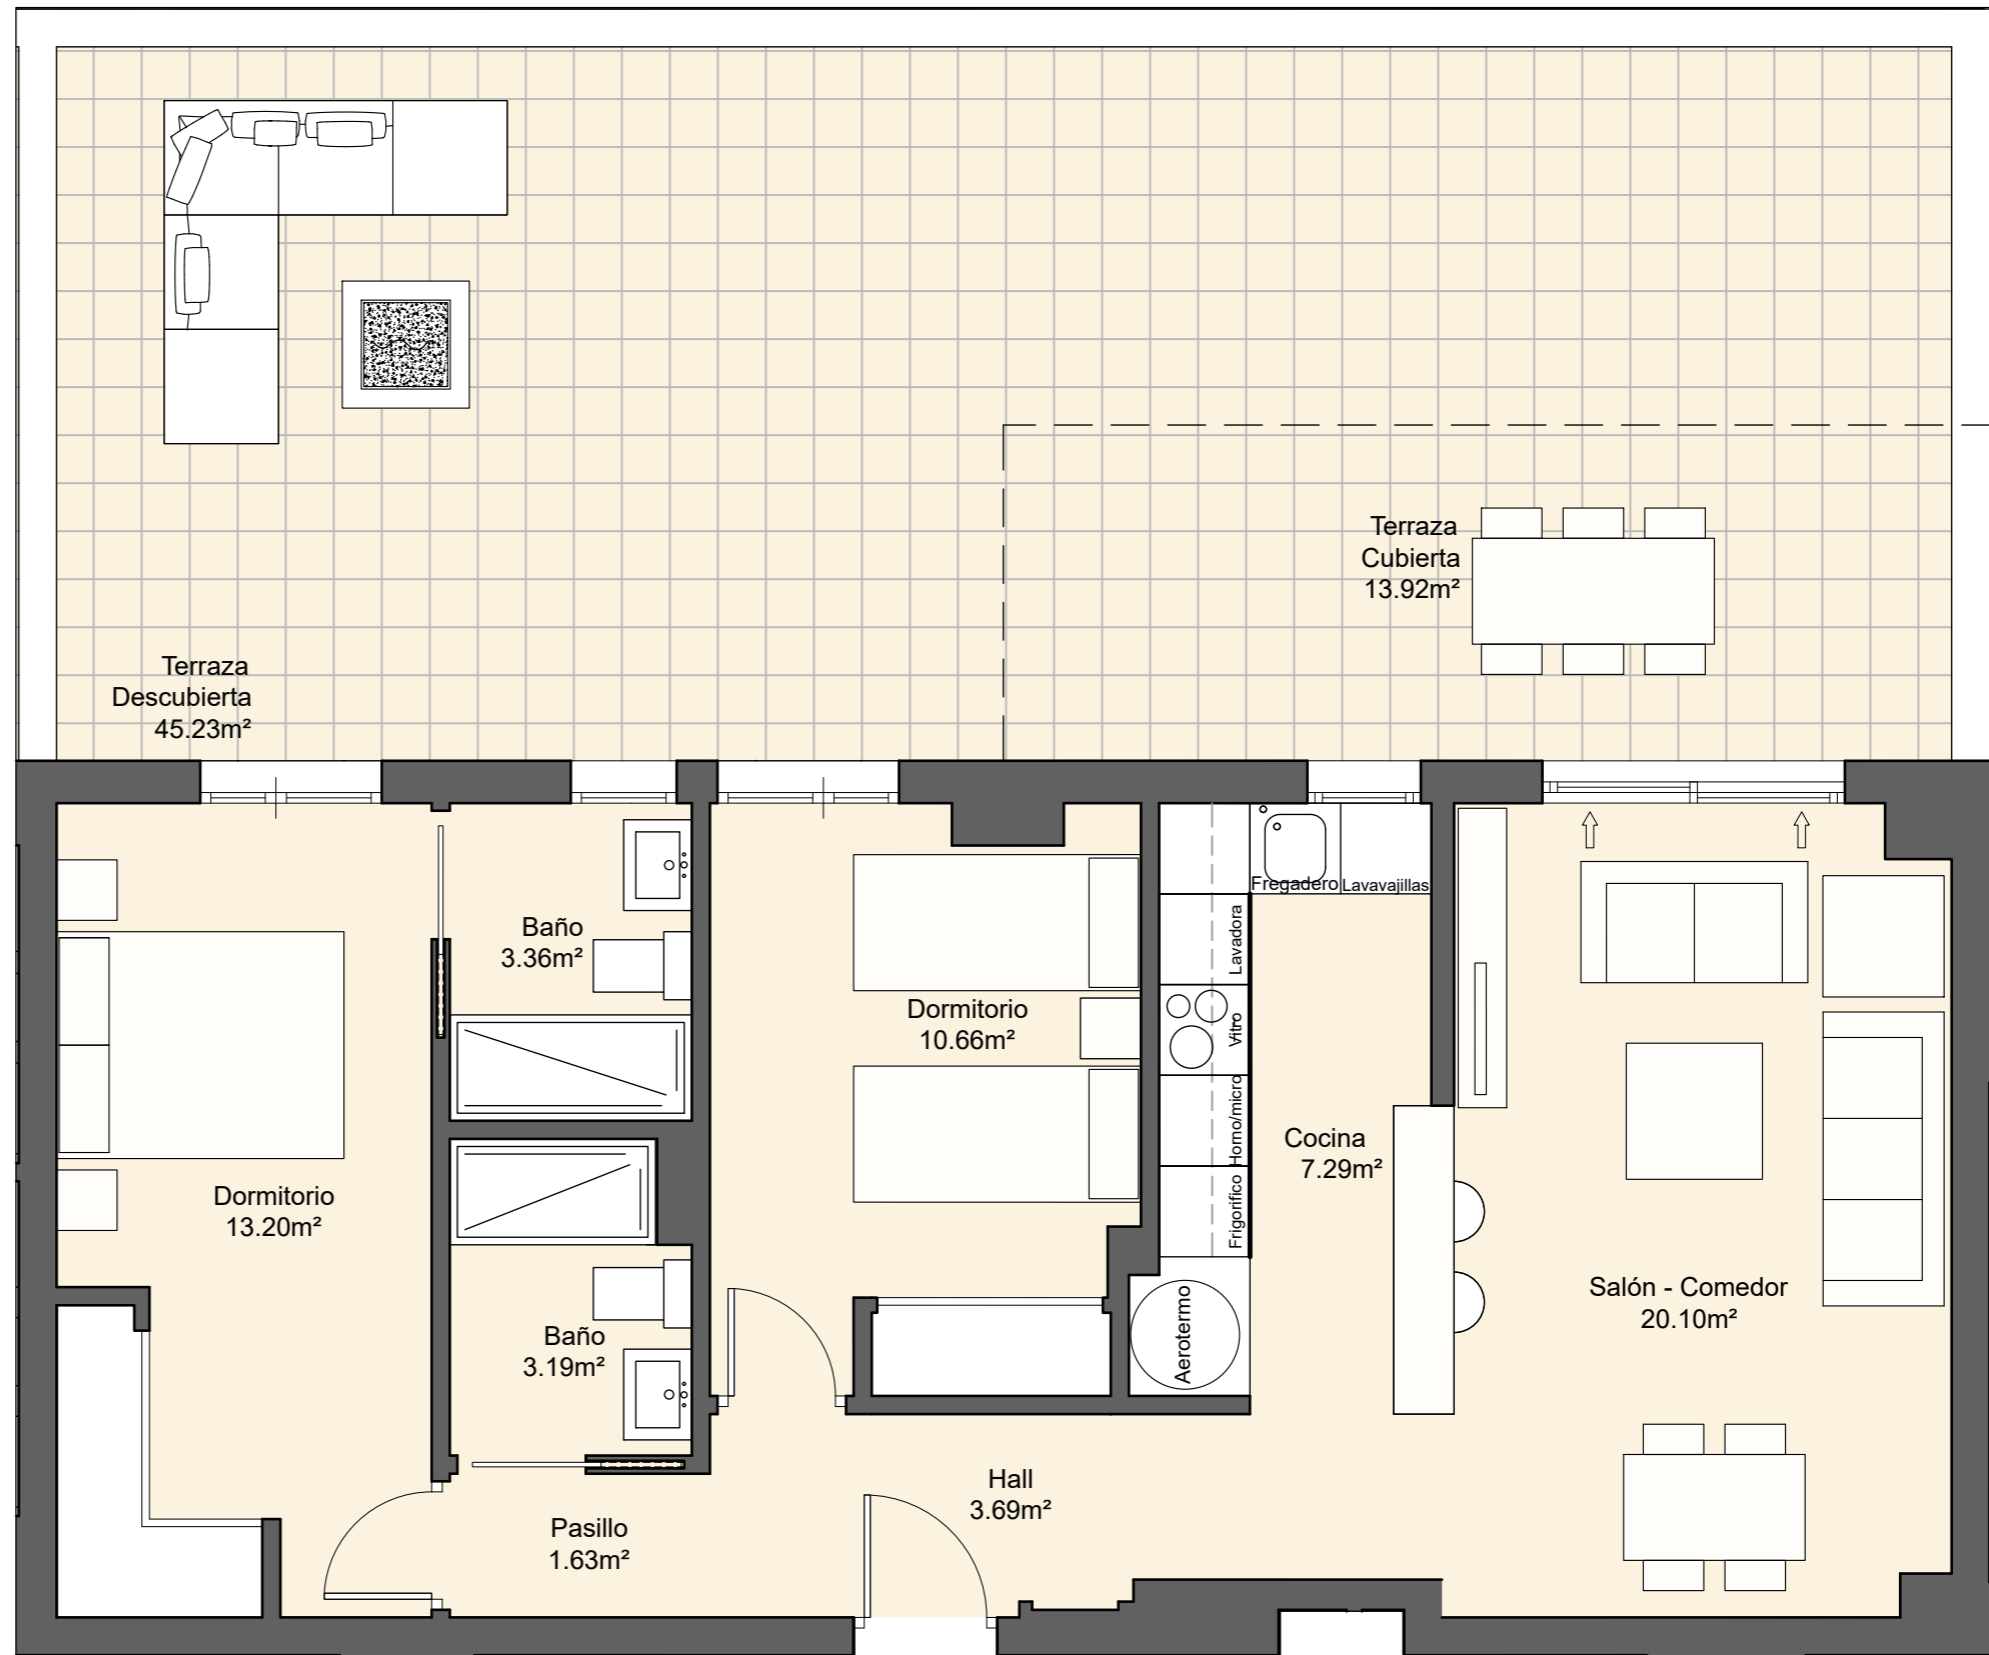 Terraza
Cubierta
13.92m²
Terraza
Descubierta
45.23m²
Fregadero
Lavavajillas
Lavadora
Vitro
Horno/micro
Frigorifico
Aerotermo
Baño
3.36m²
Dormitorio
10.66m²
Cocina
7.29m²
Dormitorio
13.20m²
Salón - Comedor
20.10m²
Baño
3.19m²
Hall
3.69m²
Pasillo
1.63m²